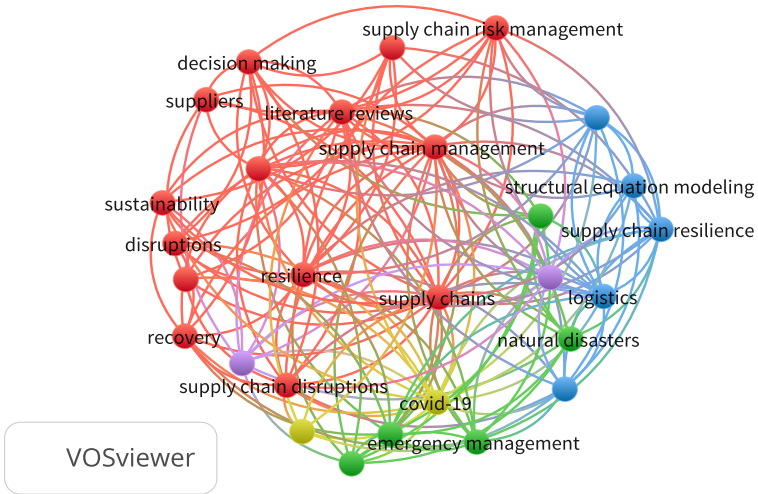 supply chain risk management
decision making
suppliers
literature reviews
supply chain management
structural equation modeling
sustainability
supply chain resilience
disruptions
resilience
supply chains
logistics
recovery
natural disasters
supply chain disruptions
covid-19
emergency management
VOSviewer